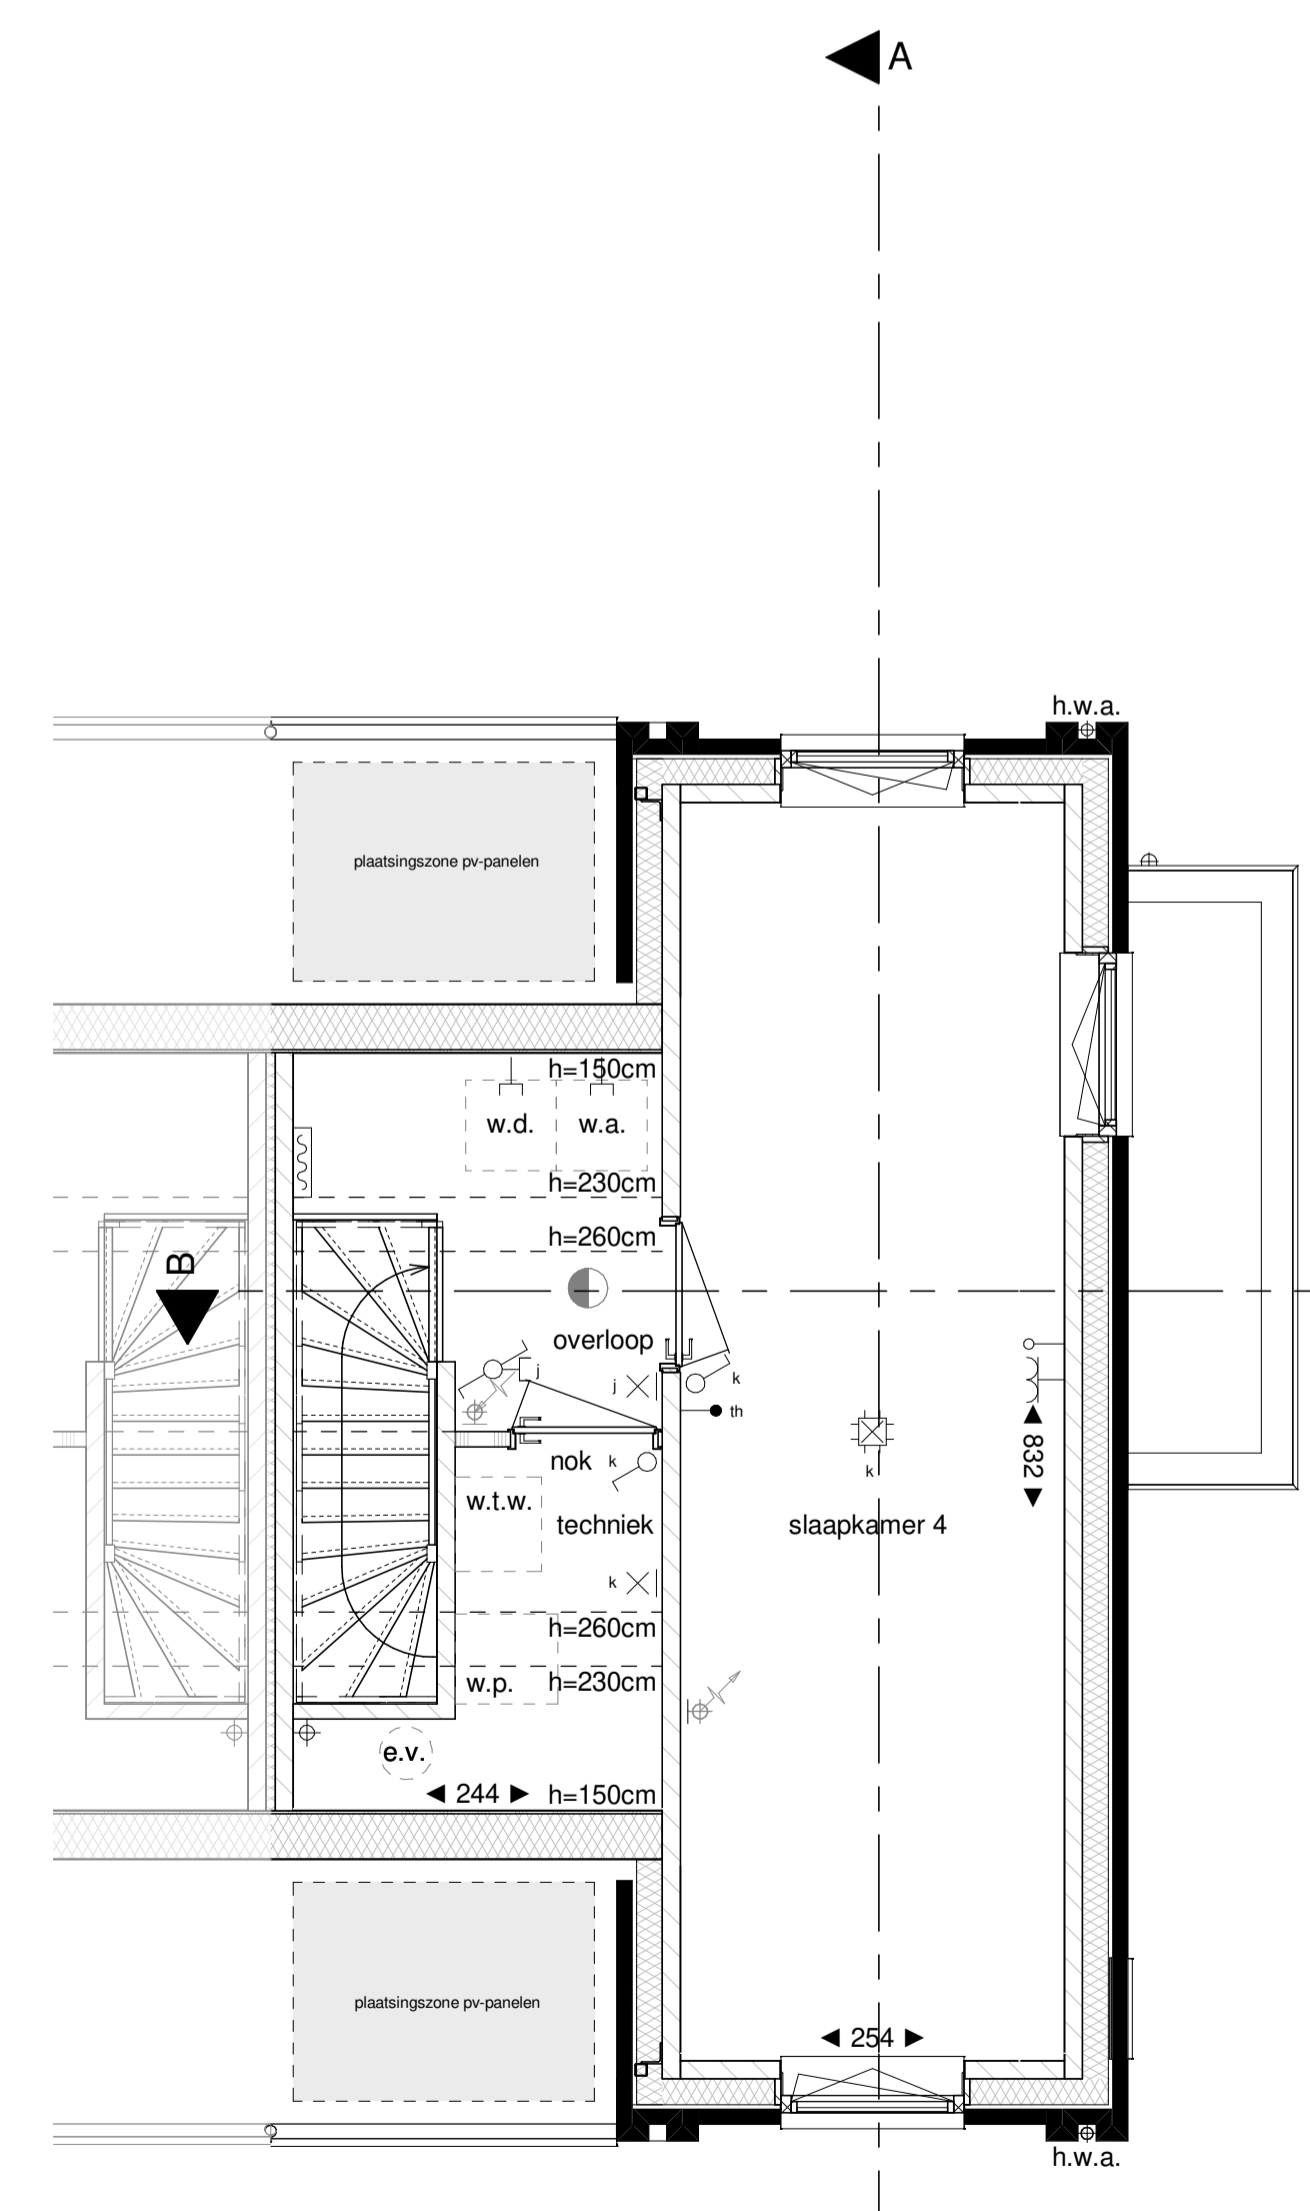 A
h.w.a.
plaatsingszone pv-panelen
h=150cm
w.d.
w.a.
h=230cm
h=260cm
B
overloop
j
j
k
th
nok
k
k
832
w.t.w.
techniek
slaapkamer 4
k
h=260cm
w.p.
h=230cm
e.v.
244
h=150cm
plaatsingszone pv-panelen
254
h.w.a.